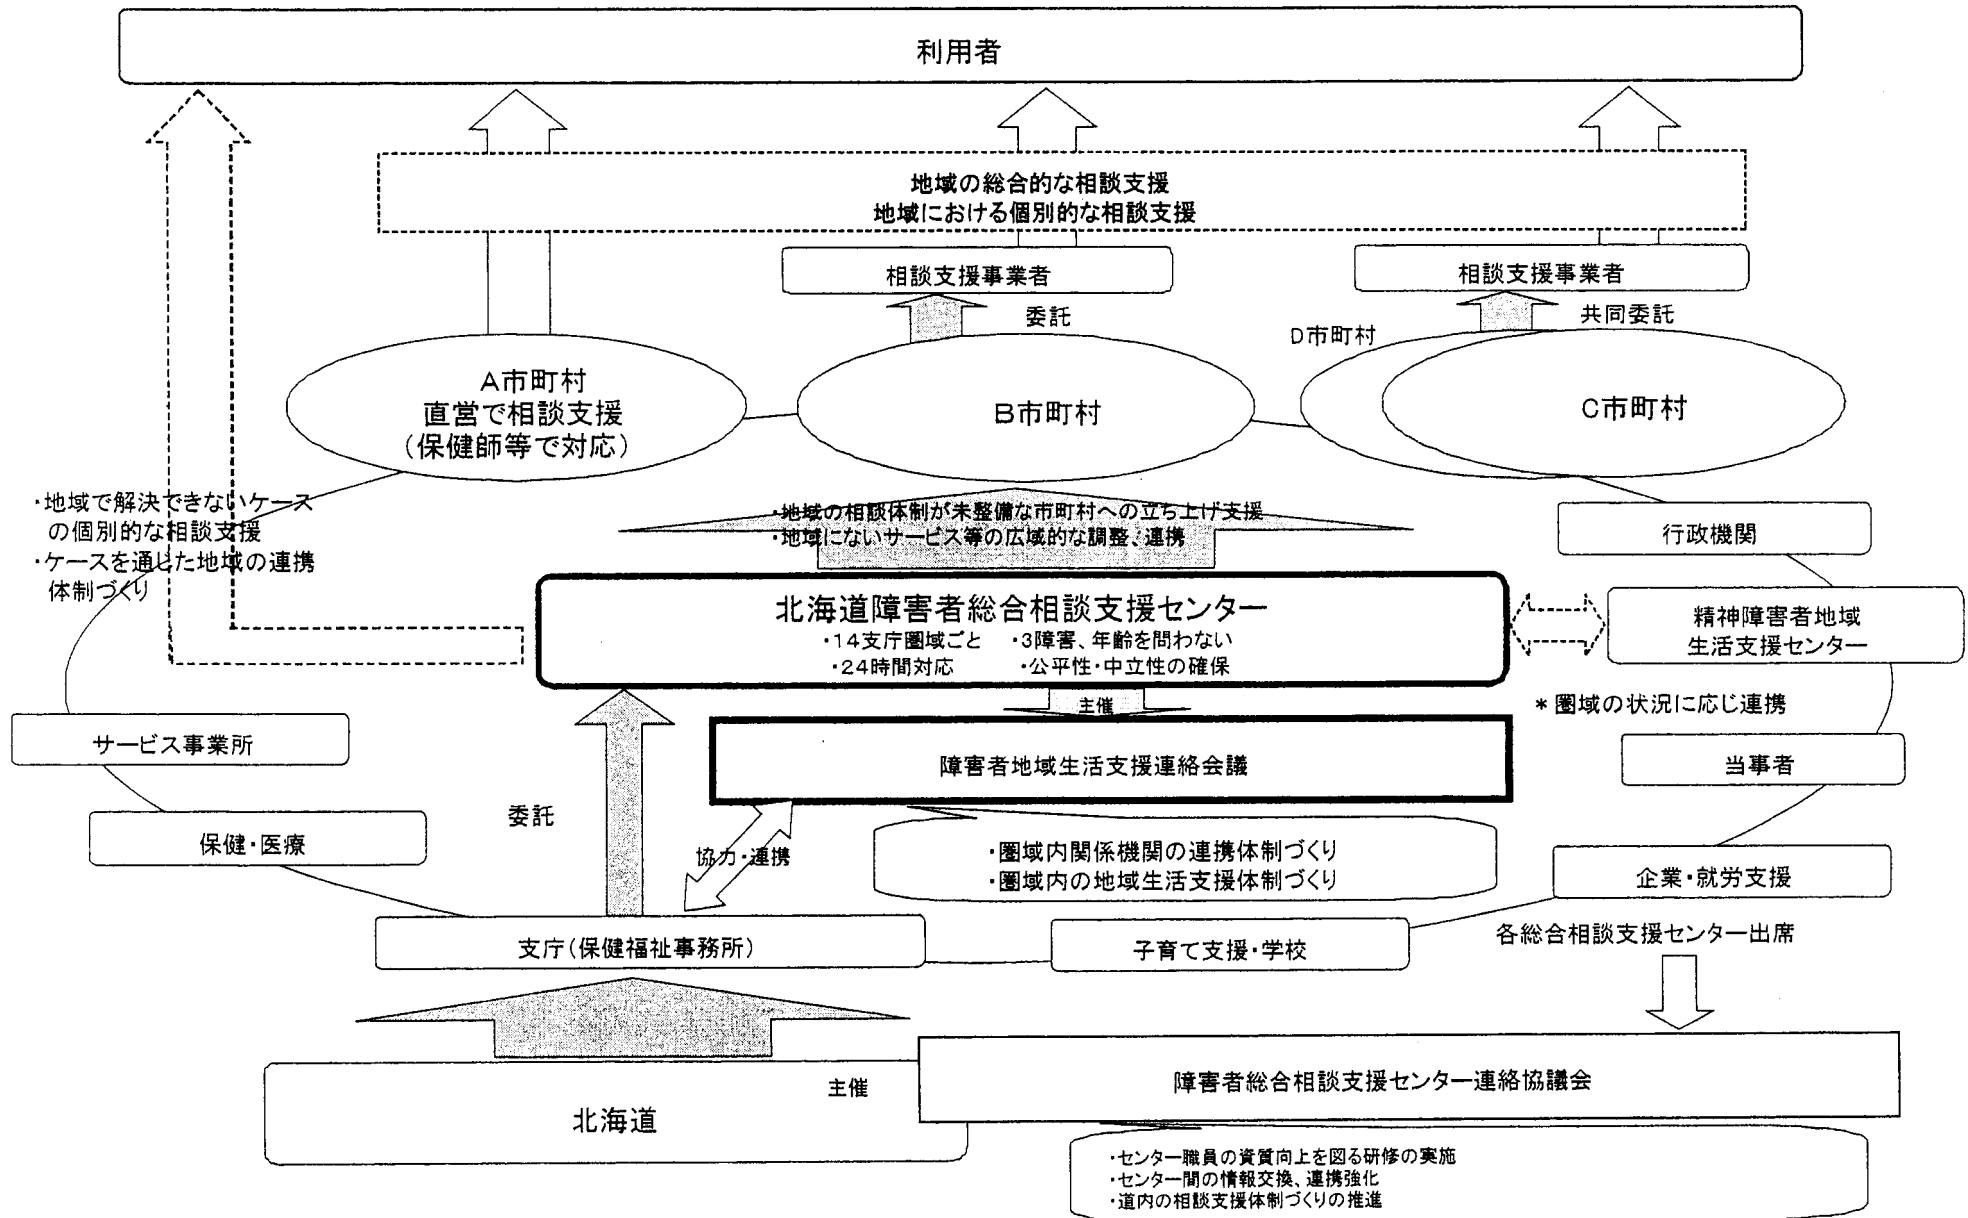 利用者
地域の総合的な相談支援
地域における個別的な相談支援
相談支援事業者
相談支援事業者
委託
共同委託
D市町村
A市町村
直営で相談支援
(保健師等で対応)
B市町村
C市町村
・地域で解決できないケース
の個別的な相談支援
・ケースを通じた地域の連携
体制づくり
・地域の相談体制が未整備な市町村への立ち上げ支援
・地域にないサービス等の広域的な調整、連携
行政機関
北海道障害者総合相談支援センター
・14支庁圏域ごと ・3障害、年齢を問わない
・24時間対応 ・公平性・中立性の確保
精神障害者地域
生活支援センター
主催
*圏域の状況に応じ連携
サービス事業所
障害者地域生活支援連絡会議
当事者
委託
保健・医療
協力・連携
・圏域内関係機関の連携体制づくり
・圏域内の地域生活支援体制づくり
企業・就労支援
支庁(保健福祉事務所)
子育て支援・学校
各総合相談支援センター出席
主催
北海道
障害者総合相談支援センター連絡協議会
・センター職員の資質向上を図る研修の実施
・センター間の情報交換、連携強化
・道内の相談支援体制づくりの推進